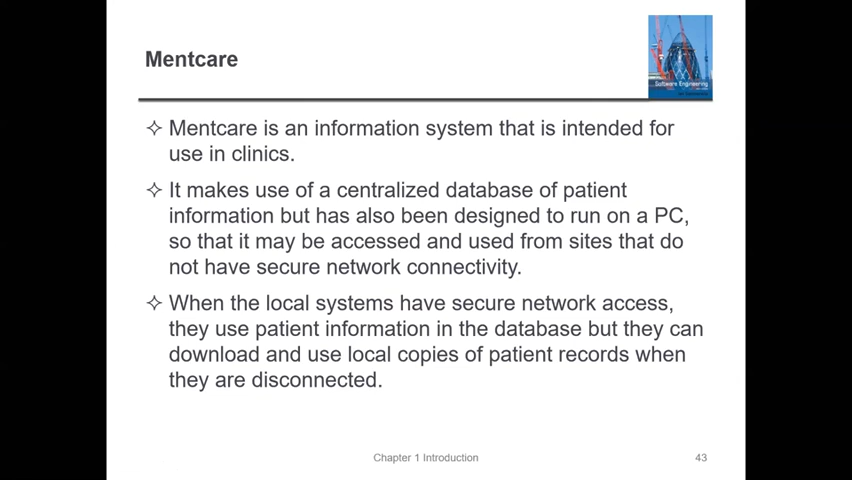 Mentcare
Software Engineering
✧ Mentcare is an information system that is intended for
use in clinics.
✧ It makes use of a centralized database of patient
information but has also been designed to run on a PC,
so that it may be accessed and used from sites that do
not have secure network connectivity.
✧ When the local systems have secure network access,
they use patient information in the database but they can
download and use local copies of patient records when
they are disconnected.
Chapter 1 Introduction
43